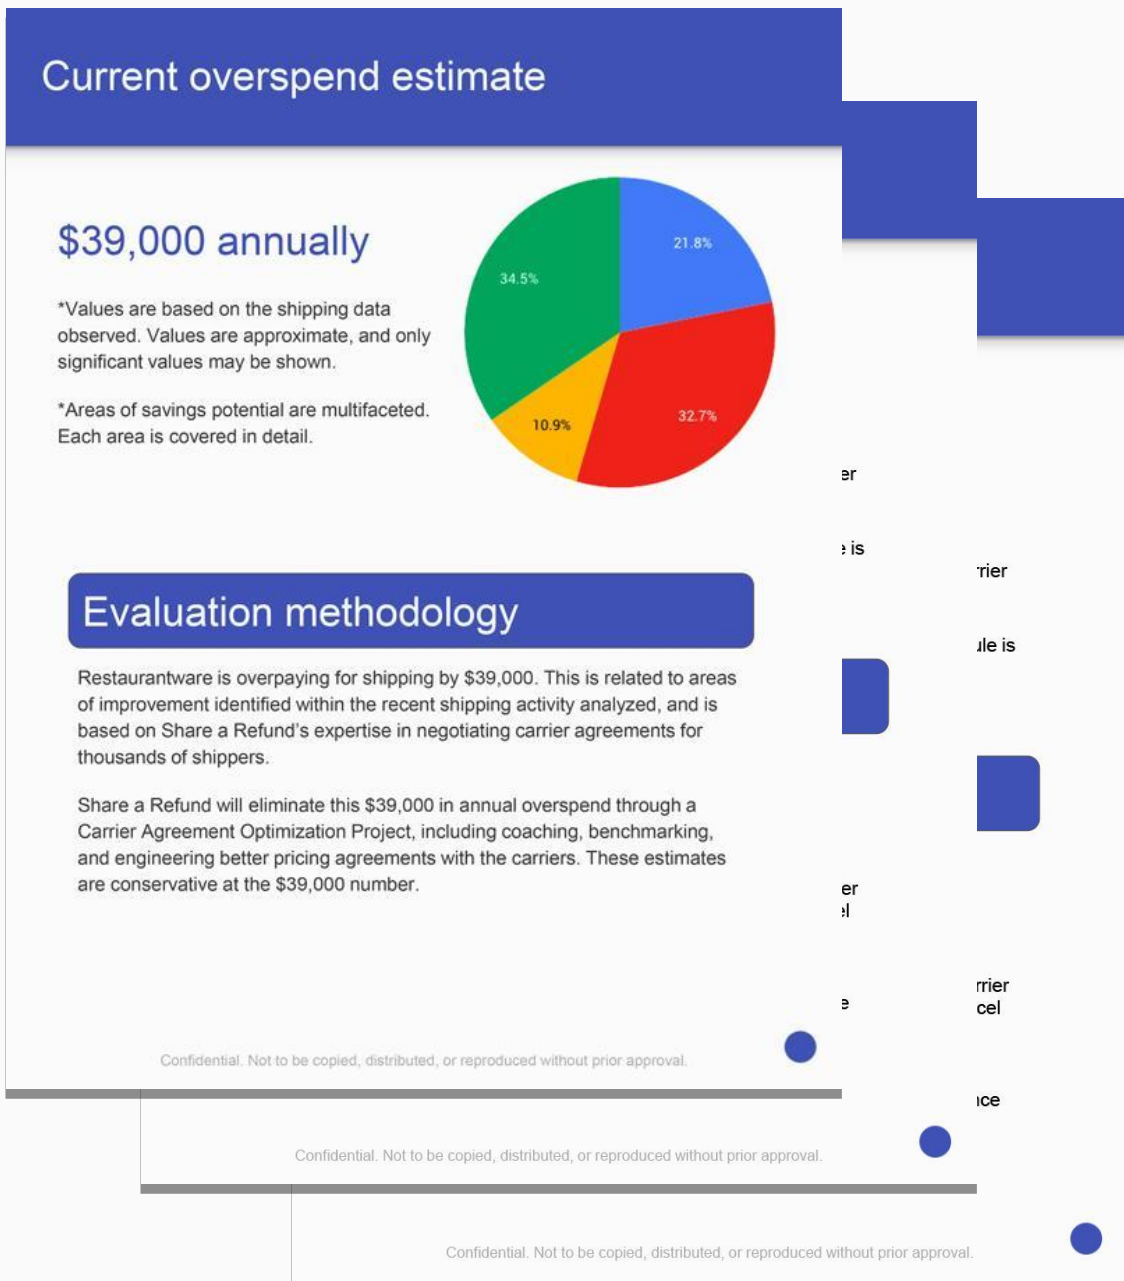 Current overspend estimate
$39,000 annually
*Values are based on the shipping data
observed. Values are approximate, and only
significant values may be shown.
*Areas of savings potential are multifaceted.
Each area is covered in detail.
21.8%
34.5%
32.7%
10.9%
Evaluation methodology
Restaurantware is overpaying for shipping by $39,000. This is related to areas
of improvement identified within the recent shipping activity analyzed, and is
based on Share a Refund's expertise in negotiating carrier agreements for
thousands of shippers.
Share a Refund will eliminate this $39,000 in annual overspend through a
Carrier Agreement Optimization Project, including coaching, benchmarking,
and engineering better pricing agreements with the carriers. These estimates
are conservative at the $39,000 number.
Confidential. Not to be copied, distributed, or reproduced without prior approval.
er
is
is
er
cel
Confidential. Not to be copied, distributed, or reproduced without prior approval.
Confidential. Not to be copied, distributed, or reproduced without prior approval.